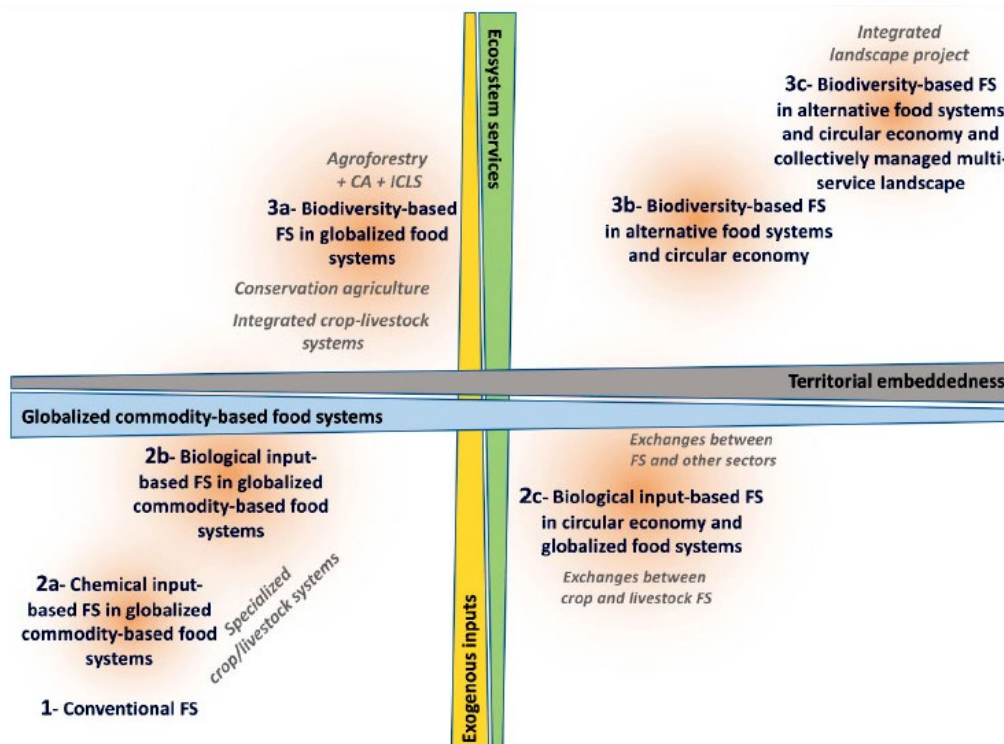 Integrated
landscape project
3c- Biodiversity-based FS
in alternative food systems
and circular economy and
collectively managed multi-
service landscape
Ecosystem services
Agroforestry
+ CA + ICLS
3a- Biodiversity-based
FS in globalized food
systems
Conservation agriculture
Integrated crop-livestock
systems
3b- Biodiversity-based FS
in alternative food systems
and circular economy
Territorial embeddedness
Globalized commodity-based food systems
2b- Biological input-
based FS in globalized
commodity-based food
systems
Exchanges between
FS and other sectors
2c- Biological input-based FS
in circular economy and
globalized food systems
Exchanges between
crop and livestock FS
2a- Chemical input-
based FS in globalized
commodity-based food
systems
Specialized
crop/livestock systems
Exogenous inputs
1- Conventional FS